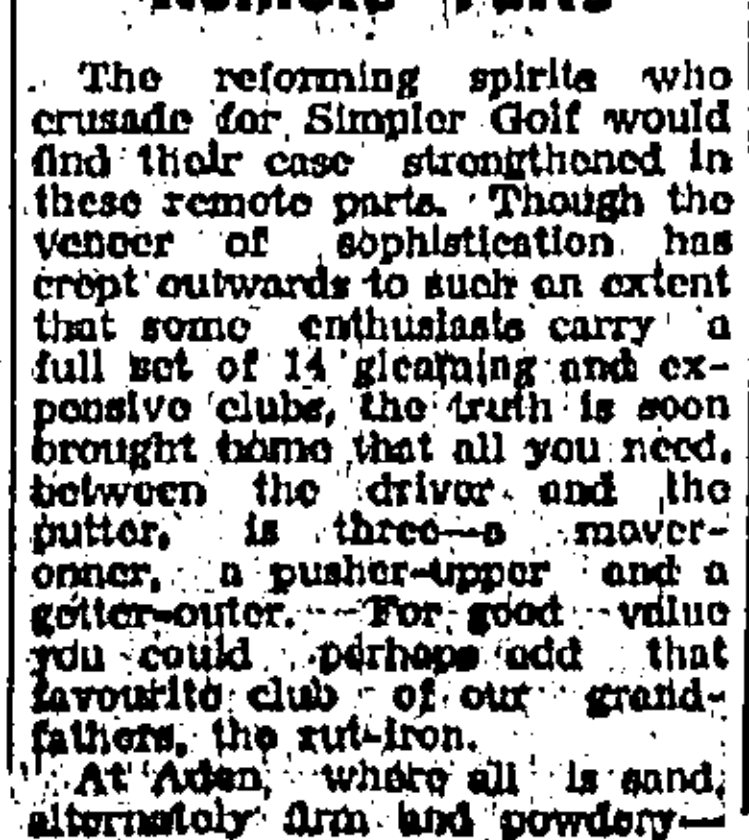 Remote Parts
The reforming spirits who
crusade for Simpler Golf would
find their case strengthened in
these remote parts. Though the
veneer of sophistication has
crept outwards to such an extent
that some enthusiasts carry a
full set of 14 gleaming and ex-
pensive clubs, the truth is soon
brought home that all you need,
between the driver and the
putter, is three—a mover-
onner, a pusher-upper and a
getter-outer. For good value
you could perhaps add that
favourite club of our grand-
fathers, the rut-iron.
At Aden, where all is sand,
alternately firm and powdery—